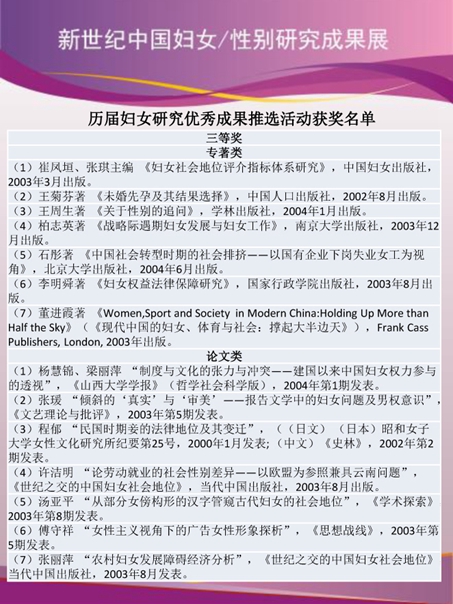 新世纪中国妇女/性别研究成果展
历届妇女研究优秀成果推选活动获奖名单
三等奖
专著类
（1）崔凤垣、张琪主编 《妇女社会地位评介指标体系研究》，中国妇女出版社，
2003年3月出版。
（2）王菊芬著 《未婚先孕及其结果选择》，中国人口出版社，2002年8月出版。
（3）王周生著 《关于性别的追问》，学林出版社，2004年1月出版。
（4）柏志英著 《战略际遇期妇女发展与妇女工作》，南京大学出版社，2003年12
月出版。
（5）石彤著 《中国社会转型时期的社会排挤——以国有企业下岗失业女工为视
角》，北京大学出版社，2004年6月出版。
（6）李明舜著 《妇女权益法律保障研究》，国家行政学院出版社，2003年8月出
版。
（7）董进霞著 《Women,Sport and Society in Modern China:Holding Up More than
Half the Sky》（《现代中国的妇女、体育与社会：撑起大半边天》），Frank Cass
Publishers, London, 2003年出版。
论文类
（1）杨慧锦、梁丽萍 “制度与文化的张力与冲突——建国以来中国妇女权力参与
的透视”，《山西大学学报》（哲学社会科学版），2004年第1期发表。
（2）张瑷 “倾斜的‘真实’与‘审美’——报告文学中的妇女问题及男权意识”，
《文艺理论与批评》，2003年第5期发表。
（3）程郁 “民国时期妾的法律地位及其变迁”，（（日文）（日本）昭和女子
大学女性文化研究所纪要第25号，2000年1月发表;（中文）《史林》，2002年第2
期发表。
（4）许洁明 “论劳动就业的社会性别差异——以欧盟为参照兼具云南问题”，
《世纪之交的中国妇女社会地位》，当代中国出版社，2003年8月出版。
（5）汤亚平 “从部分女傍构形的汉字管窥古代妇女的社会地位”，《学术探索》
2003年第8期发表。
（6）傅守祥 “女性主义视角下的广告女性形象探析”，《思想战线》，2003年第
5期发表。
（7）张丽萍 “农村妇女发展障碍经济分析”，《世纪之交的中国妇女社会地位》
当代中国出版社，2003年8月发表。